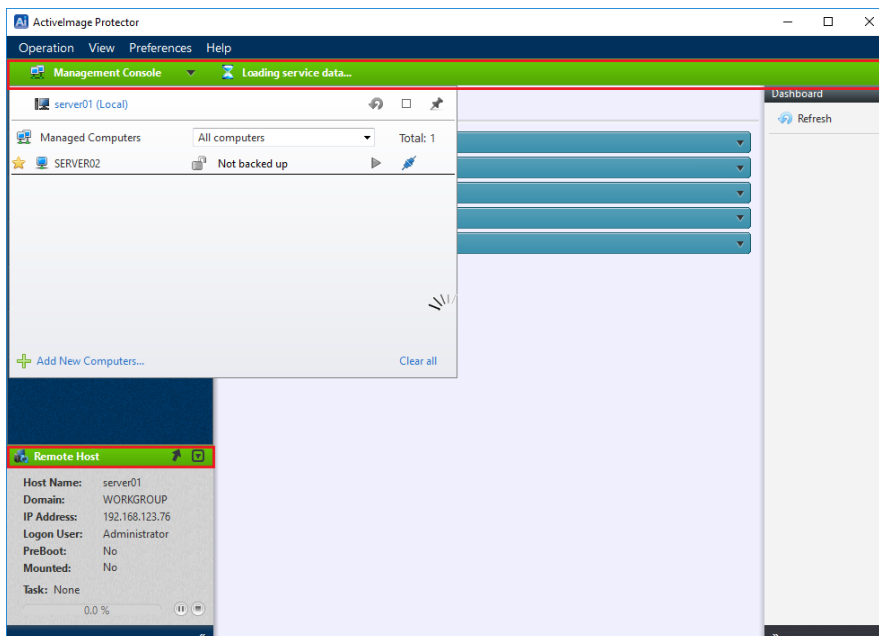 Ai ActiveImage Protector
Operation View Preferences Help
Management Console Loading service data...
server01 (Local)
Managed Computers All computers Total: 1
SERVER02 Not backed up
Add New Computers... Clear all
Dashboard
Refresh
Remote Host
Host Name: server01
Domain: WORKGROUP
IP Address: 192.168.123.76
Logon User: Administrator
PreBoot: No
Mounted: No
Task: None
0.0 %
«
»